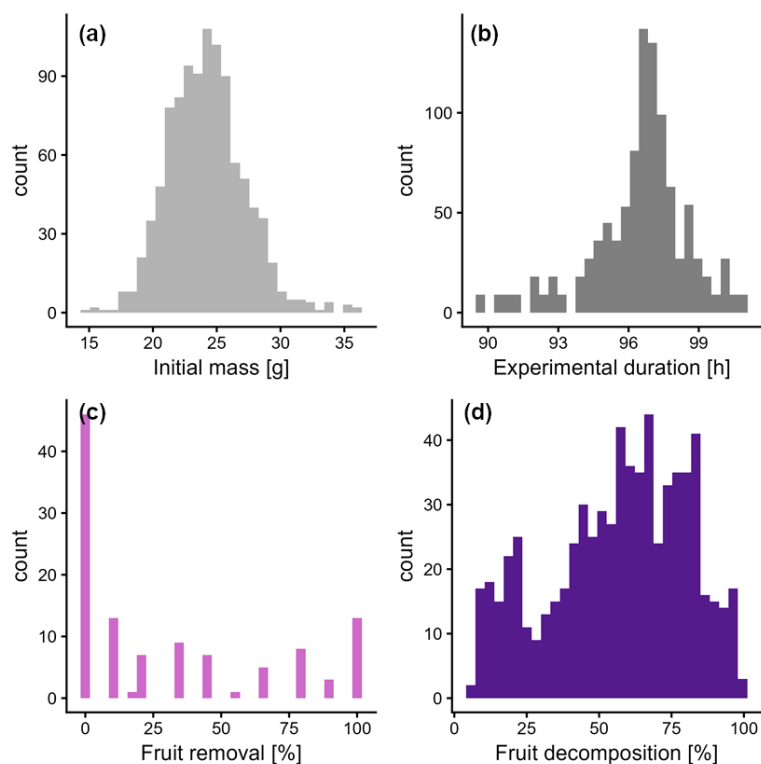 (a)
90
60
30
0
count
15 20 25 30 35
Initial mass [g]
(b)
100
50
0
count
90 93 96 99
Experimental duration [h]
(c)
40
30
20
10
0
count
0 25 50 75 100
Fruit removal [%]
(d)
40
30
20
10
0
count
0 25 50 75 100
Fruit decomposition [%]